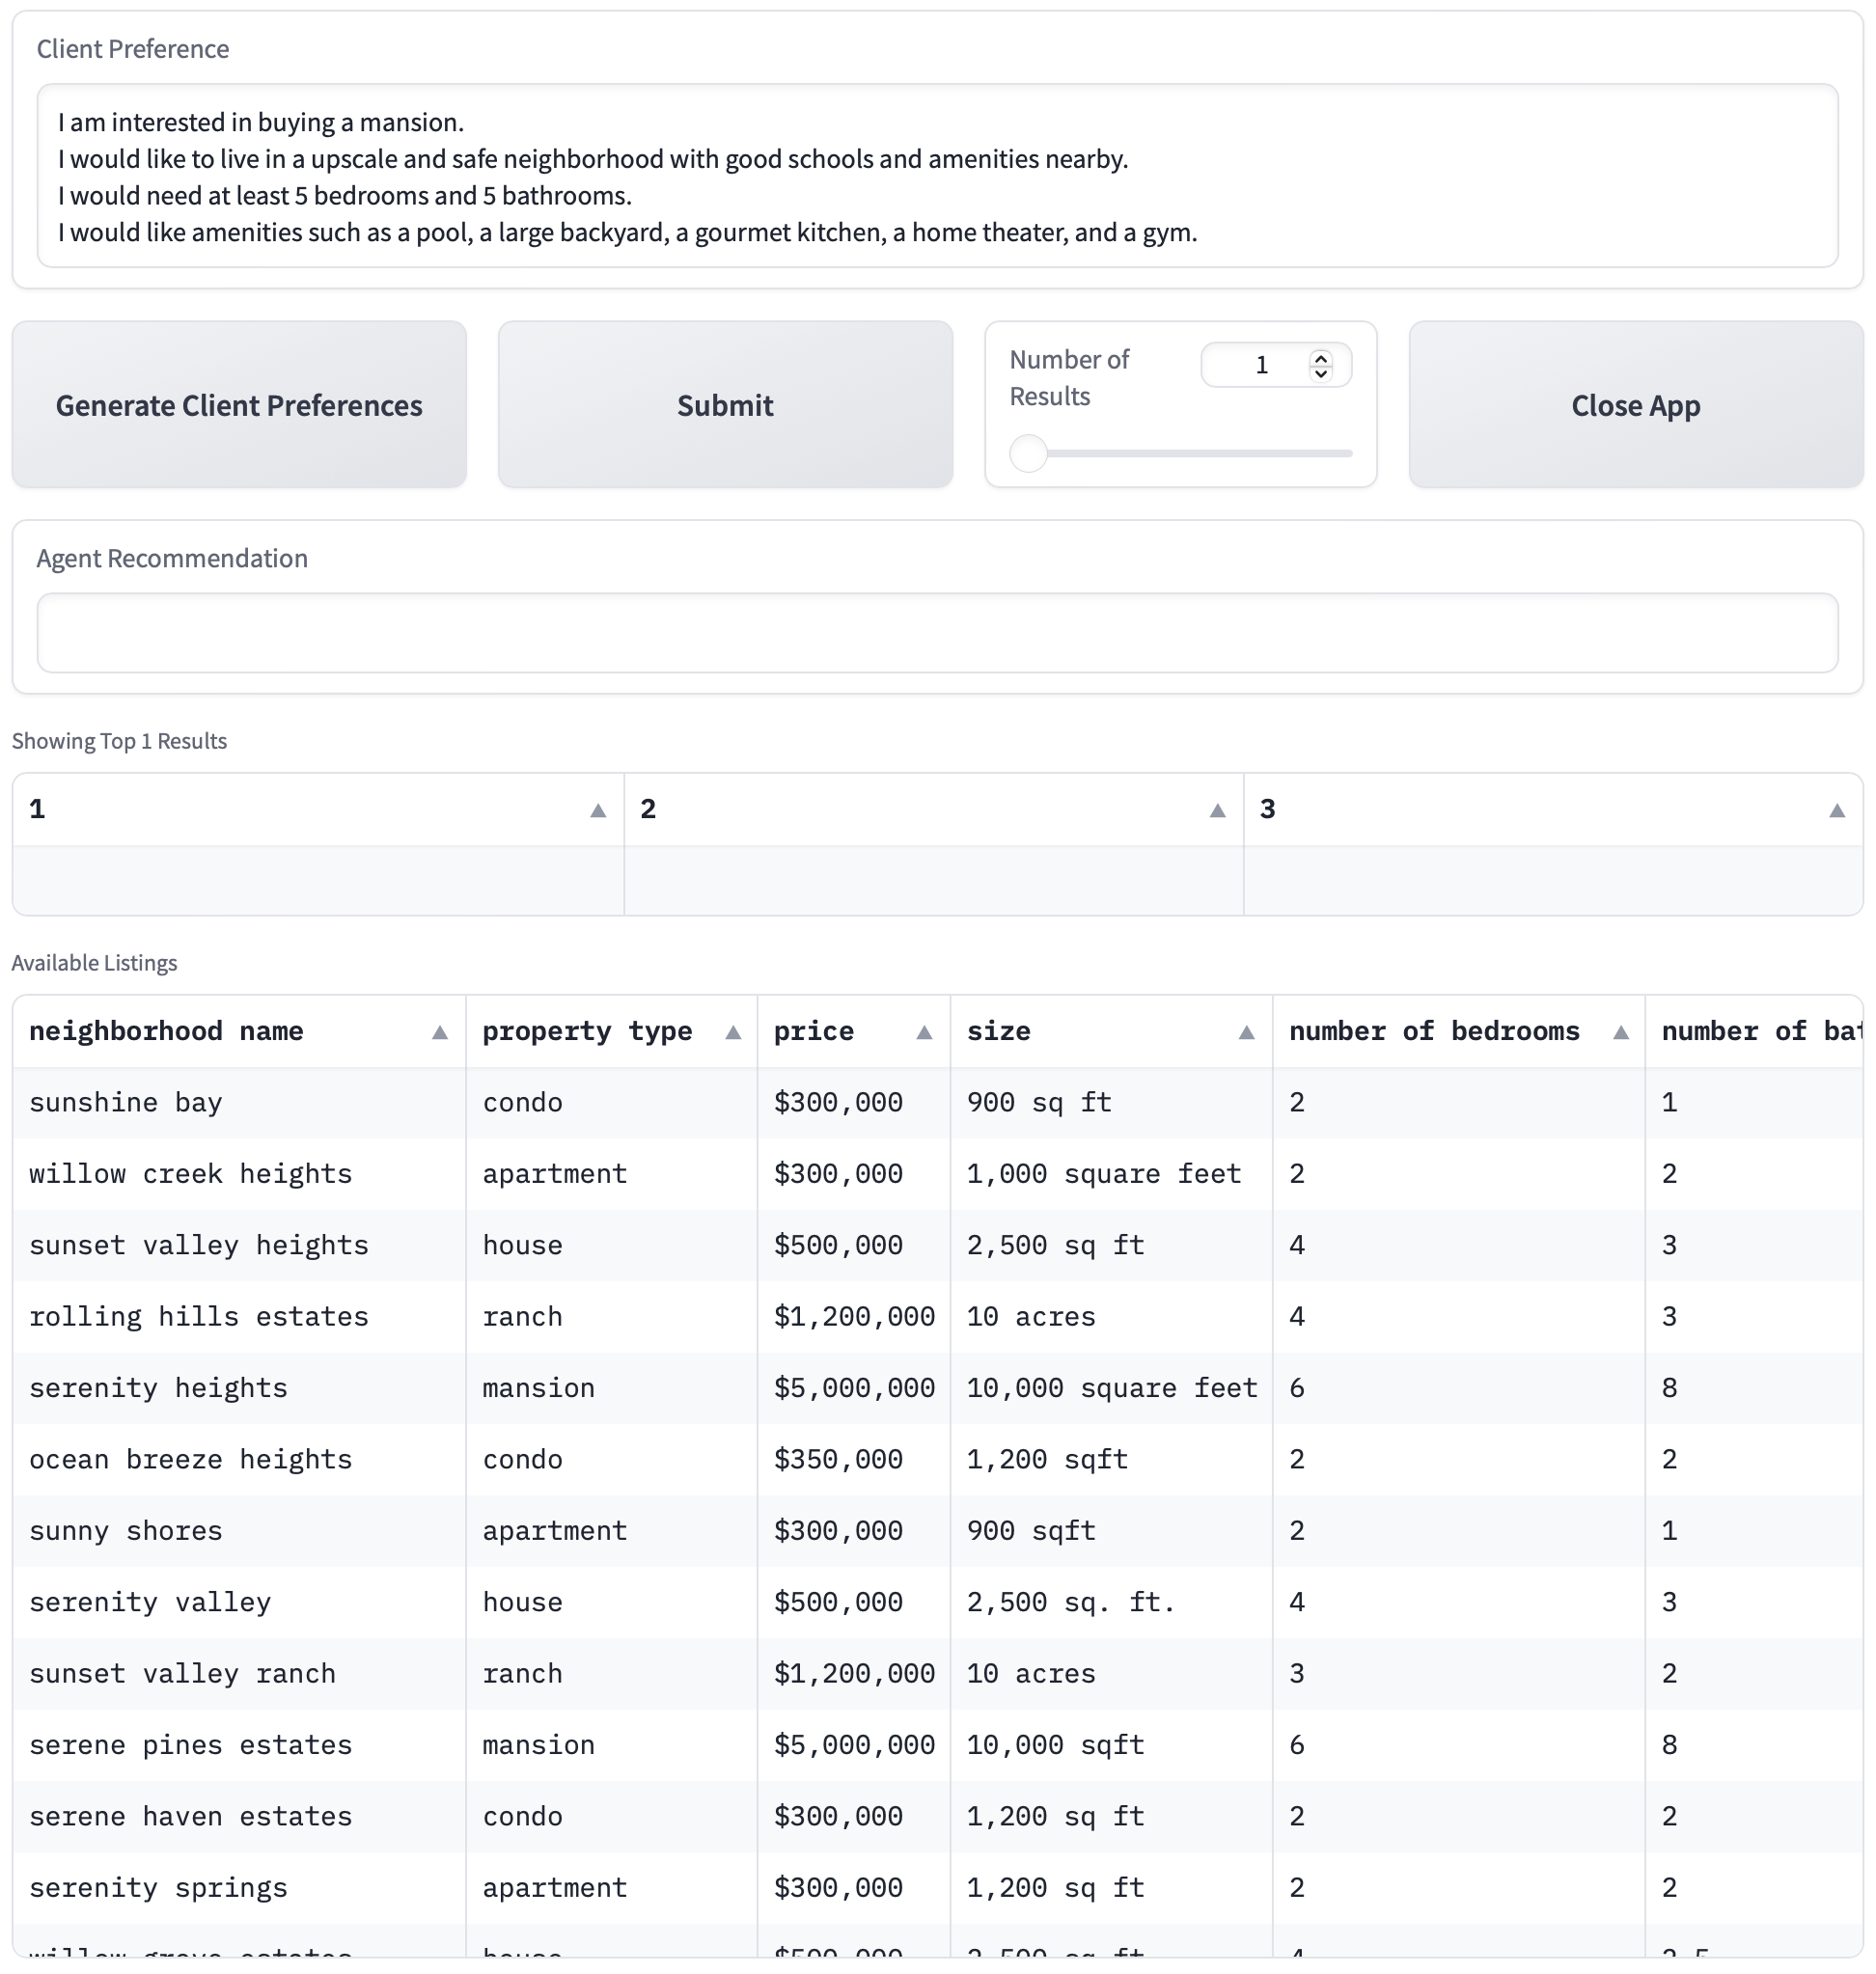 Client Preference
I am interested in buying a mansion.
I would like to live in a upscale and safe neighborhood with good schools and amenities nearby.
I would need at least 5 bedrooms and 5 bathrooms.
I would like amenities such as a pool, a large backyard, a gourmet kitchen, a home theater, and a gym.
Generate Client Preferences
Submit
Number of
Results
1
Close App
Agent Recommendation
Showing Top 1 Results
1 ▲ 2 ▲ 3 ▲
Available Listings
neighborhood name ▲ property type ▲ price ▲ size ▲ number of bedrooms ▲ number of
sunshine bay condo $300,000 900 sq ft 2 1
willow creek heights apartment $300,000 1,000 square feet 2 2
sunset valley heights house $500,000 2,500 sq ft 4 3
rolling hills estates ranch $1,200,000 10 acres 4 3
serenity heights mansion $5,000,000 10,000 square feet 6 8
ocean breeze heights condo $350,000 1,200 sqft 2 2
sunny shores apartment $300,000 900 sqft 2 1
serenity valley house $500,000 2,500 sq. ft. 4 3
sunset valley ranch ranch $1,200,000 10 acres 3 2
serene pines estates mansion $5,000,000 10,000 sqft 6 8
serene haven estates condo $300,000 1,200 sq ft 2 2
serenity springs apartment $300,000 1,200 sq ft 2 2